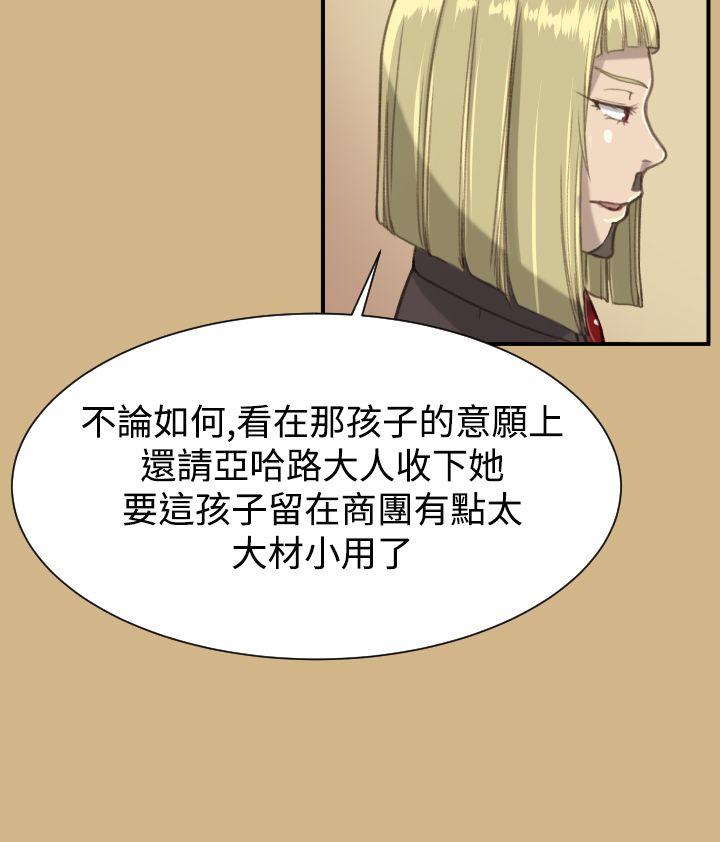 不論如何,看在那孩子的意願上
還請亞哈路大人收下她
要這孩子留在商團有點太
大材小用了